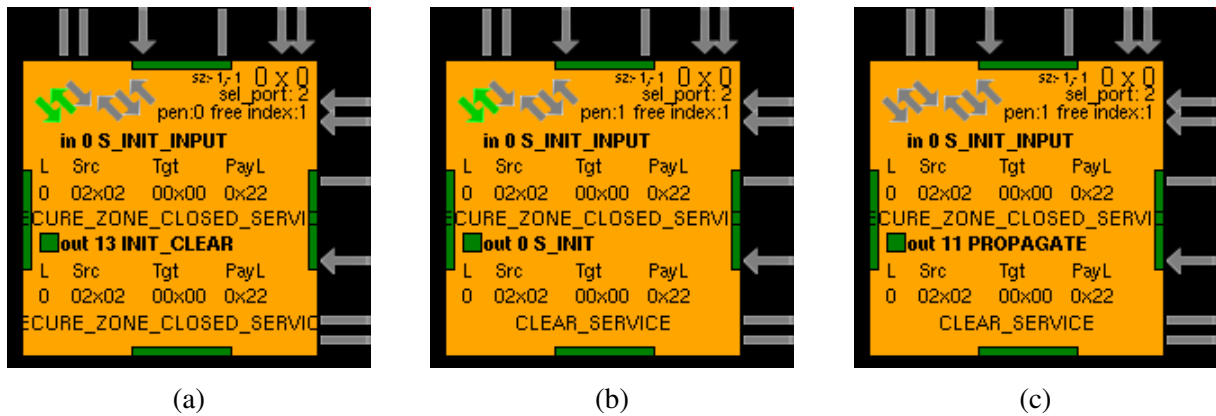 sz:- 1,- 1 0 x 0
sel_port: 2
pen:0 free index:1
in 0 S_INIT_INPUT
L Src Tgt PayL
0 02x02 00x00 0x22
ECURE_ZONE_CLOSED_SERVIC
out 13 INIT_CLEAR
L Src Tgt PayL
0 02x02 00x00 0x22
ECURE_ZONE_CLOSED_SERVIC
(a)
sz:- 1,- 1 0 x 0
sel_port: 2
pen:1 free index:1
in 0 S_INIT_INPUT
L Src Tgt PayL
0 02x02 00x00 0x22
ECURE_ZONE_CLOSED_SERVIC
out 0 S_INIT
L Src Tgt PayL
0 02x02 00x00 0x22
CLEAR_SERVICE
(b)
sz:- 1,- 1 0 x 0
sel_port: 2
pen:1 free index:1
in 0 S_INIT_INPUT
L Src Tgt PayL
0 02x02 00x00 0x22
ECURE_ZONE_CLOSED_SERVIC
out 11 PROPAGATE
L Src Tgt PayL
0 02x02 00x00 0x22
CLEAR_SERVICE
(c)